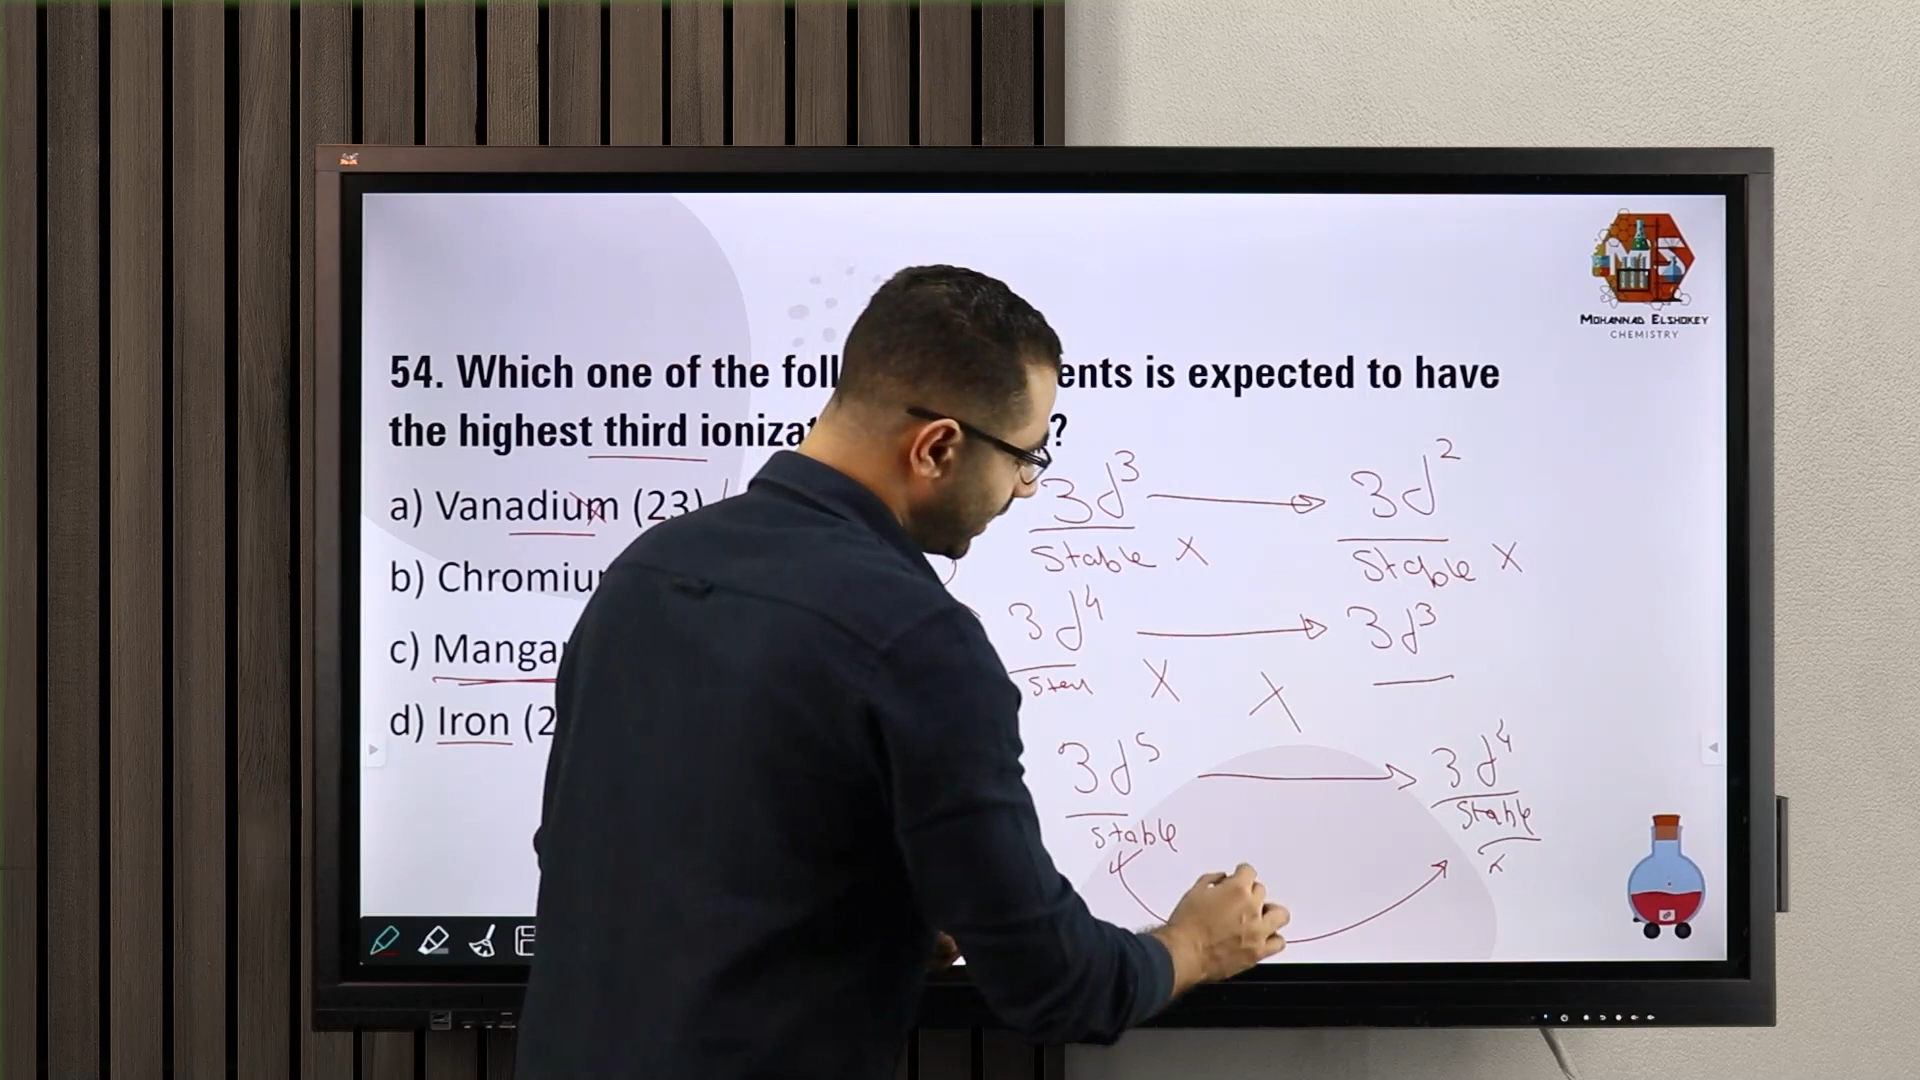 MOHANNAD ELSHOKEY
CHEMISTRY
54. Which one of the foll ents is expected to have
the highest third ioniza ?
a) Vanadium (23)
b) Chromiu
c) Manga
d) Iron (2
3d³ → 3d²
Stable X Stable X
3d⁴ → 3d³
X X
3d⁵ → 3d⁴
Stable Stable
X